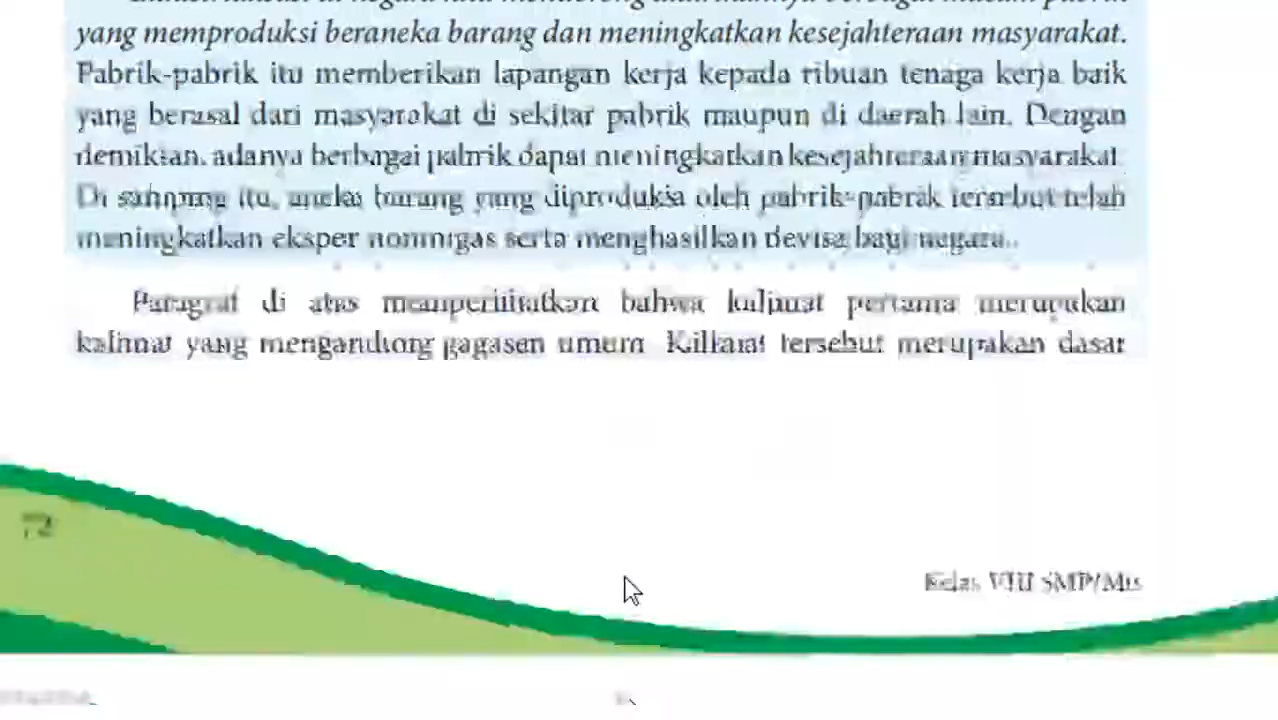 yang memproduksi beraneka barang dan meningkatkan kesejahteraan masyarakat.
Pabrik-pabrik itu memberikan lapangan kerja kepada ribuan tenaga kerja baik
yang berasal dari masyarakat di sekitar pabrik maupun di daerah lain. Dengan
demikian, adanya berbagai pabrik dapat meningkatkan kesejahteraan masyarakat.
Di samping itu, aneka barang yang diproduksi oleh pabrik-pabrik tersebut telah
meningkatkan ekspor nonmigas serta menghasilkan devisa bagi negara.
Paragraf di atas memperlihatkan bahwa kalimat pertama merupakan
kalimat yang mengandung gagasan umum. Kalimat tersebut merupakan dasar
72
Kelas VIII SMP/Mts